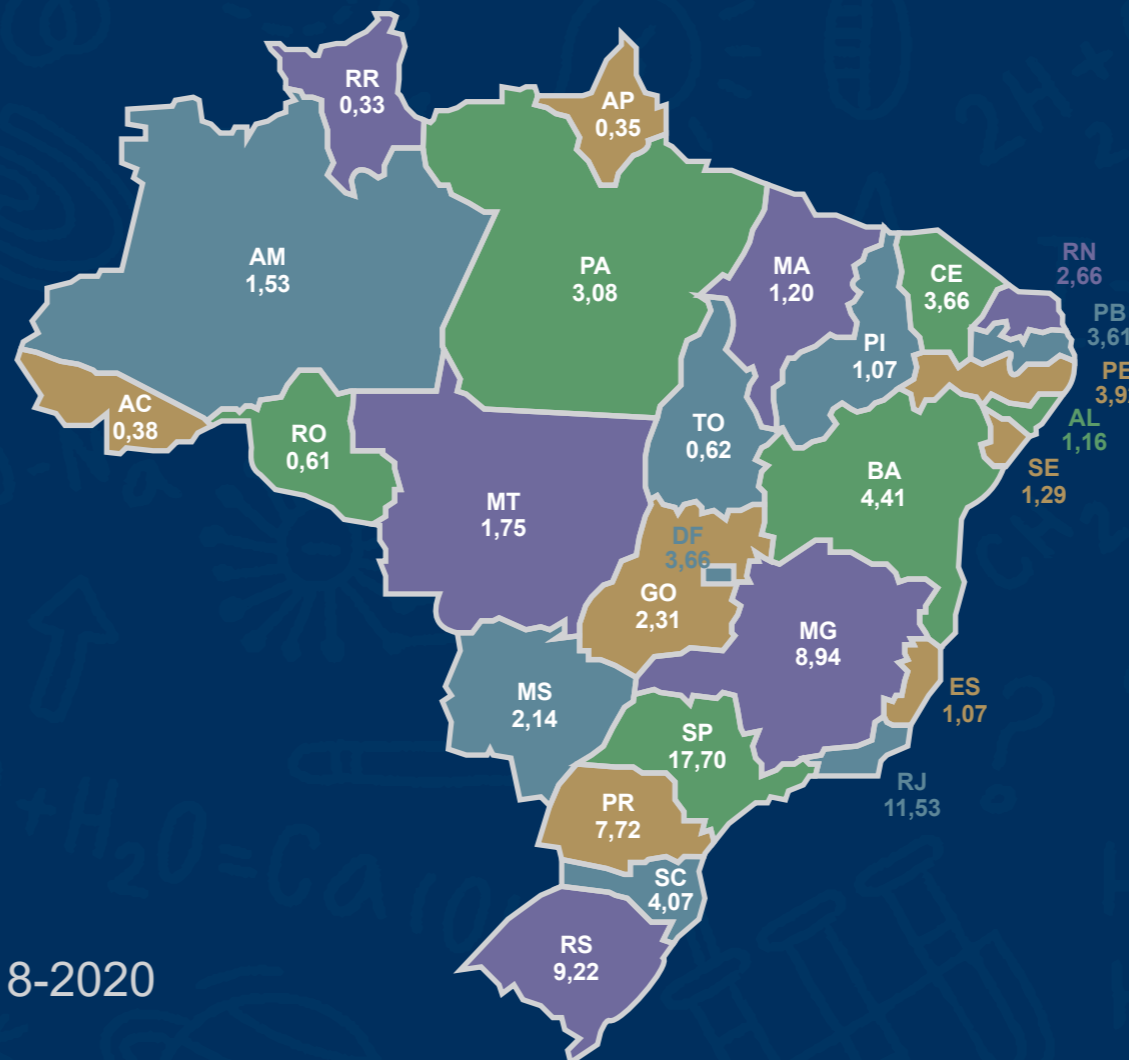 RR
0,33
AP
0,35
AM
1,53
PA
3,08
MA
1,20
CE
3,66
RN
2,66
PB
3,61
PI
1,07
PE
AC
0,38
RO
0,61
TO
0,62
AL
1,16
SE
1,29
BA
4,41
MT
1,75
DF
3,66
GO
2,31
MG
8,94
MS
2,14
ES
1,07
SP
17,70
RJ
11,53
PR
7,72
SC
4,07
RS
9,22
8-2020